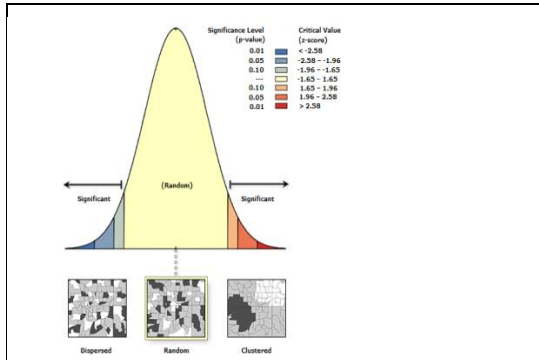 Significance Level Critical Value
(p-value) (z-score)
0.01 < -2.58
0.05 -2.58 – -1.96
0.10 -1.96 – -1.65
--- -1.65 – 1.65
0.10 1.65 – 1.96
0.05 1.96 – 2.58
0.01 > 2.58
(Random)
Significant Significant
Dispersed Random Clustered